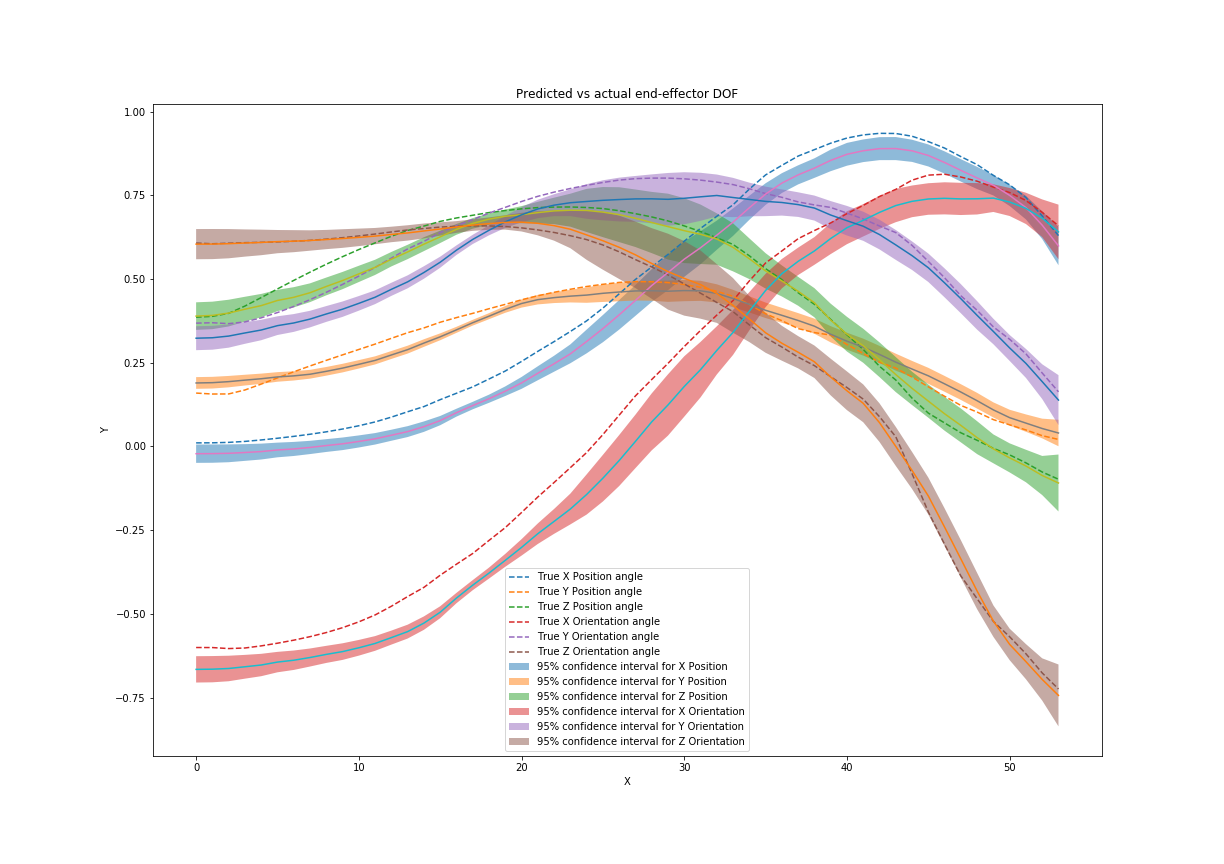 Predicted vs actual end-effector DOF
1.00
0.75
0.50
0.25
0.00
−0.25
−0.50
−0.75
Y
0
10
20
30
40
50
X
True X Position angle
True Y Position angle
True Z Position angle
True X Orientation angle
True Y Orientation angle
True Z Orientation angle
95% confidence interval for X Position
95% confidence interval for Y Position
95% confidence interval for Z Position
95% confidence interval for X Orientation
95% confidence interval for Y Orientation
95% confidence interval for Z Orientation